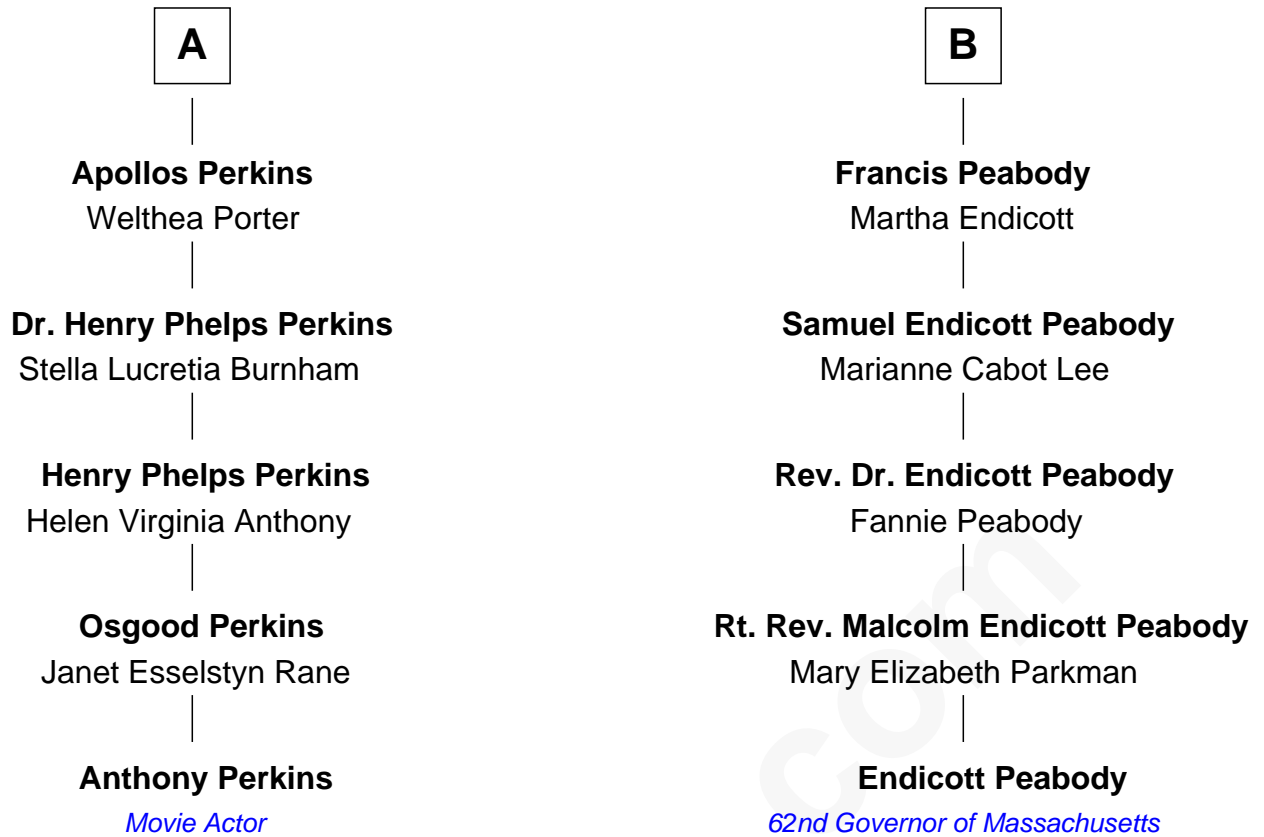 A
Apollos Perkins
Welthea Porter
Dr. Henry Phelps Perkins
Stella Lucretia Burnham
Henry Phelps Perkins
Helen Virginia Anthony
Osgood Perkins
Janet Esselstyn Rane
Anthony Perkins
Movie Actor
B
Francis Peabody
Martha Endicott
Samuel Endicott Peabody
Marianne Cabot Lee
Rev. Dr. Endicott Peabody
Fannie Peabody
Rt. Rev. Malcolm Endicott Peabody
Mary Elizabeth Parkman
Endicott Peabody
62nd Governor of Massachusetts
com